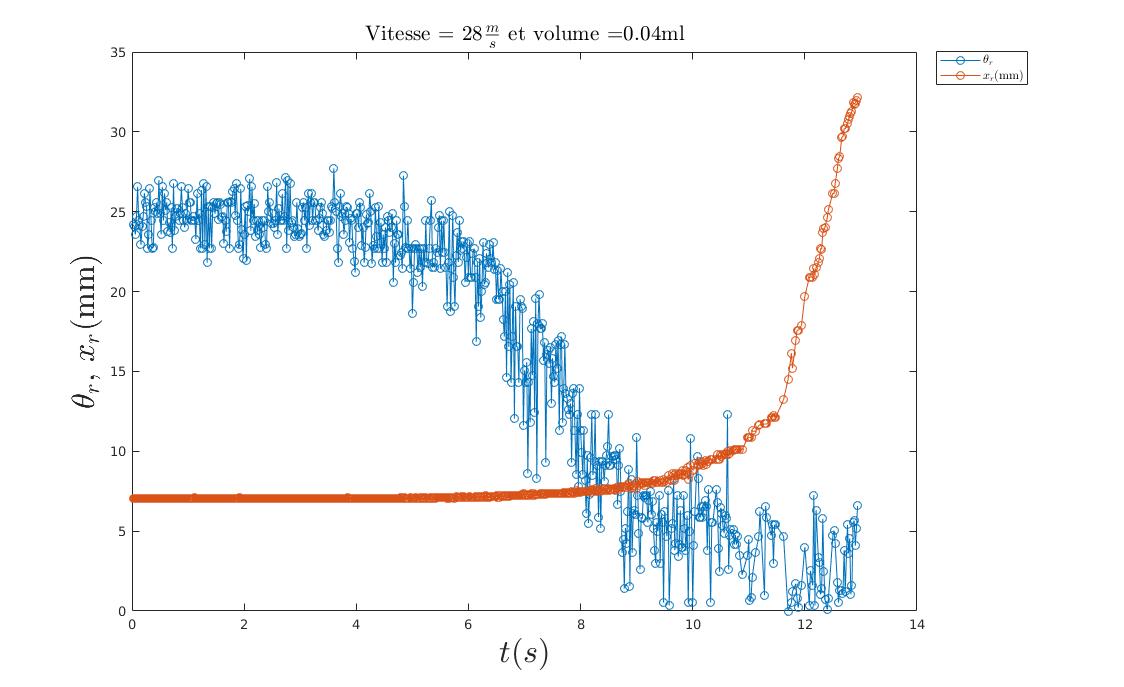 Vitesse = 28 m/s et volume =0.04ml
35
30
25
20
15
10
5
0
θr, xr(mm)
0 2 4 6 8 10 12 14
t(s)
θr
xr(mm)